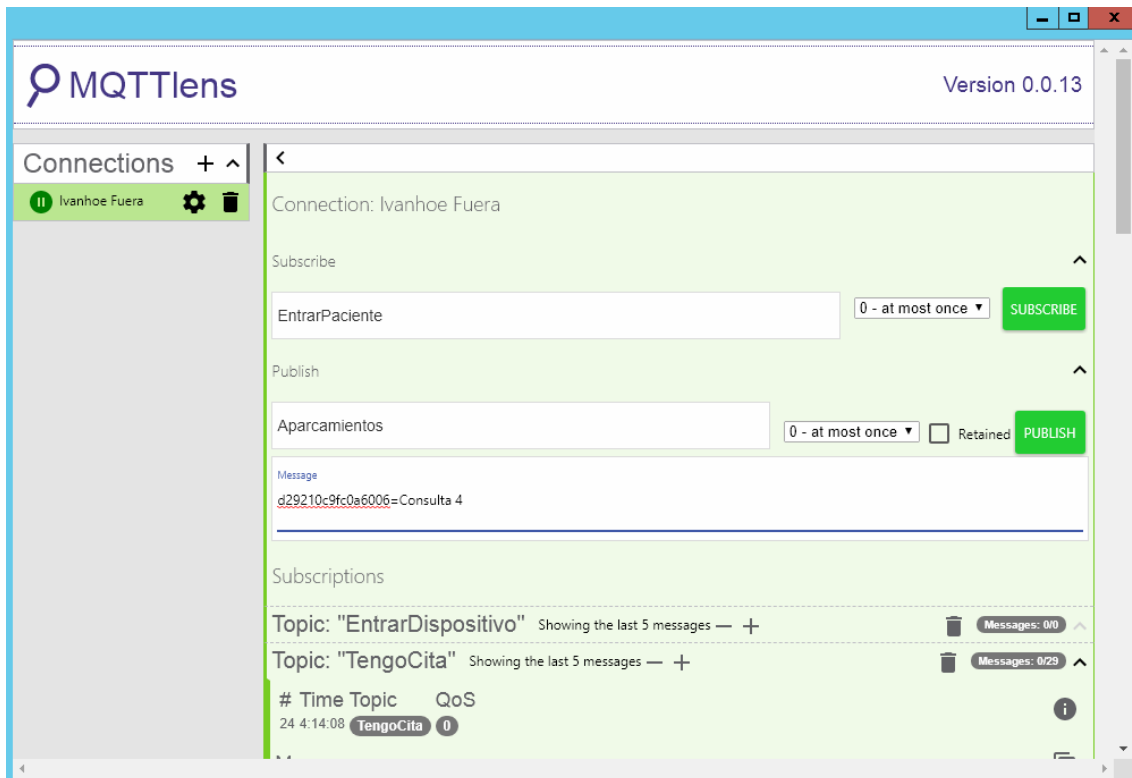 MQTTlens
Version 0.0.13
Connections
Ivanhoe Fuera
Connection: Ivanhoe Fuera
Subscribe
EntrarPaciente
0 - at most once
SUBSCRIBE
Publish
Aparcamientos
0 - at most once
Retained
PUBLISH
Message
d29210c9fc0a6006=Consulta 4
Subscriptions
Topic: "EntrarDispositivo" Showing the last 5 messages — + Messages: 0/0
Topic: "TengoCita" Showing the last 5 messages — + Messages: 0/29
# Time Topic QoS
24 4:14:08 TengoCita 0